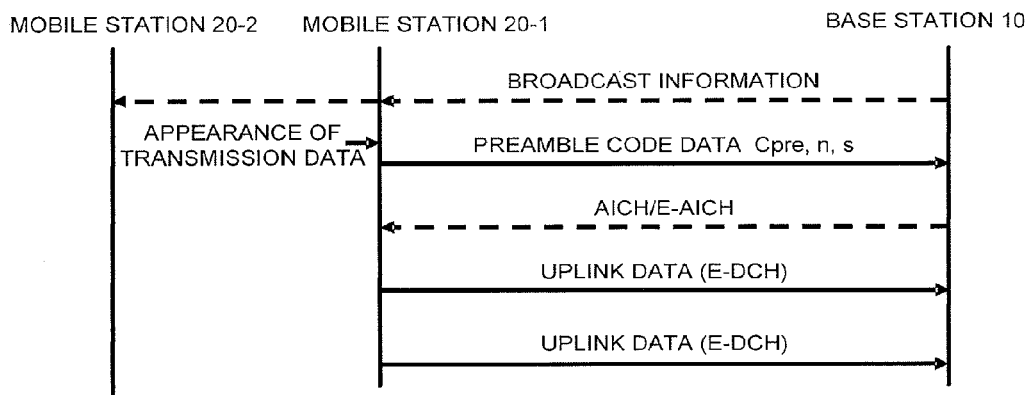 MOBILE STATION 20-2 MOBILE STATION 20-1 BASE STATION 10
BROADCAST INFORMATION
APPEARANCE OF
TRANSMISSION DATA
PREAMBLE CODE DATA Cpre, n, s
AICH/E-AICH
UPLINK DATA (E-DCH)
UPLINK DATA (E-DCH)